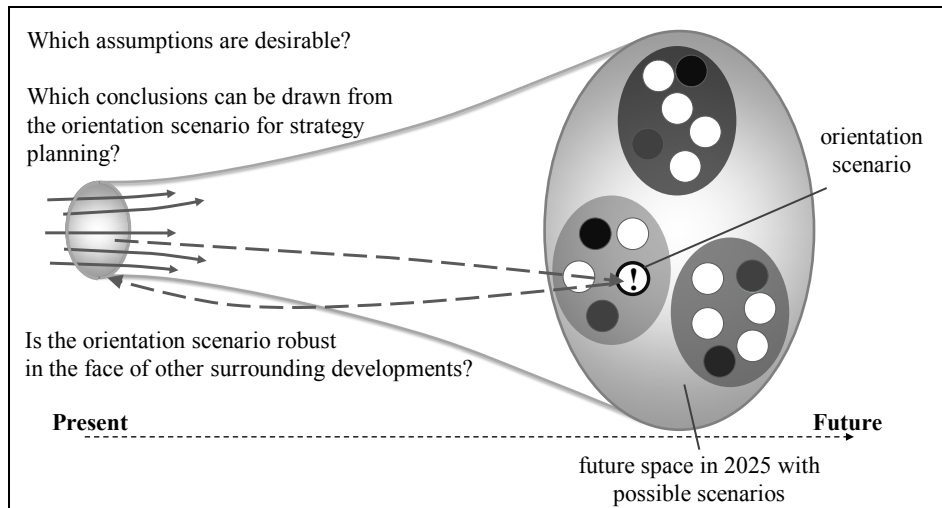 Which assumptions are desirable?
Which conclusions can be drawn from
the orientation scenario for strategy
planning?
orientation
scenario
!
Is the orientation scenario robust
in the face of other surrounding developments?
Present
Future
future space in 2025 with
possible scenarios